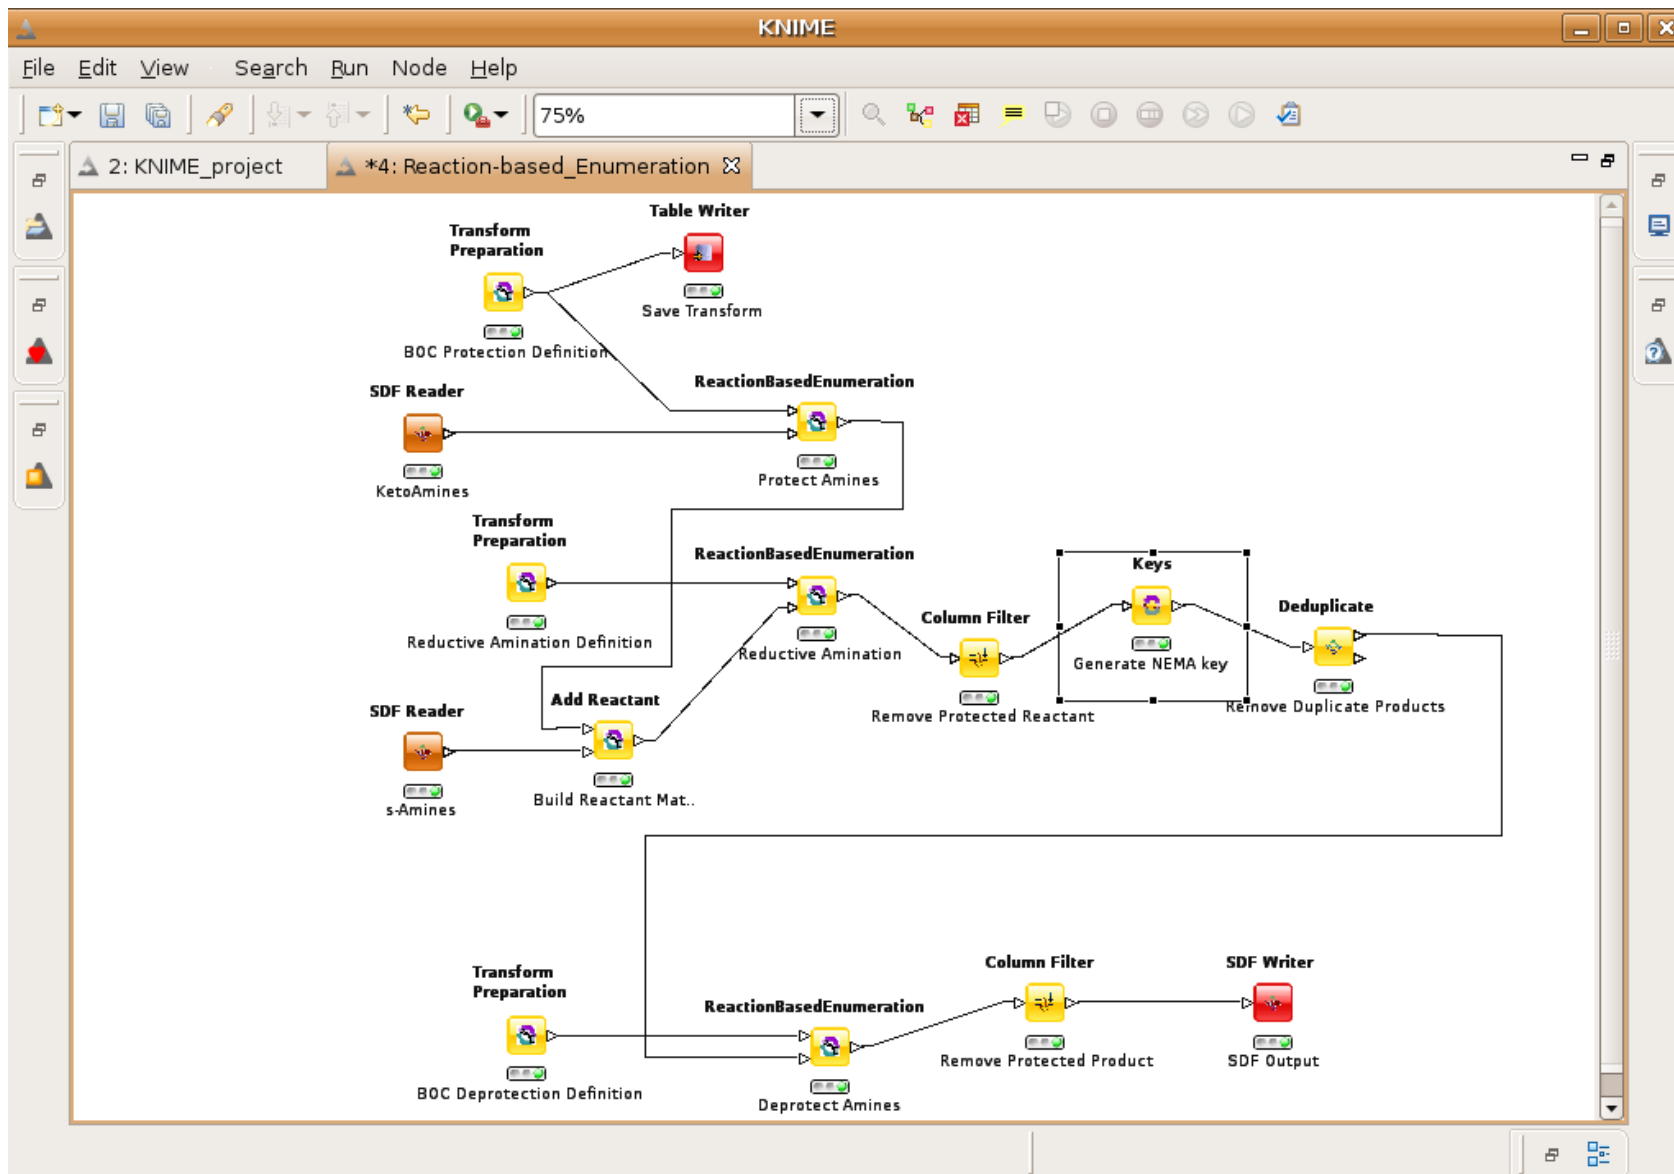 KNIME
File Edit View Search Run Node Help
75%
2: KNIME_project
*4: Reaction-based_Enumeration
Table Writer
Transform
Preparation
Save Transform
BOC Protection Definition
SDF Reader
ReactionBasedEnumeration
KetoAmines
Protect Amines
Transform
Preparation
ReactionBasedEnumeration
Keys
Deduplicate
Column Filter
Reductive Amination Definition
Reductive Amination
Generate NEMA key
Add Reactant
SDF Reader
Remove Protected Reactant
Remove Duplicate Products
Build Reactant Mat..
s-Amines
Transform
Preparation
Column Filter
SDF Writer
ReactionBasedEnumeration
Remove Protected Product
SDF Output
BOC Deprotection Definition
Deprotect Amines